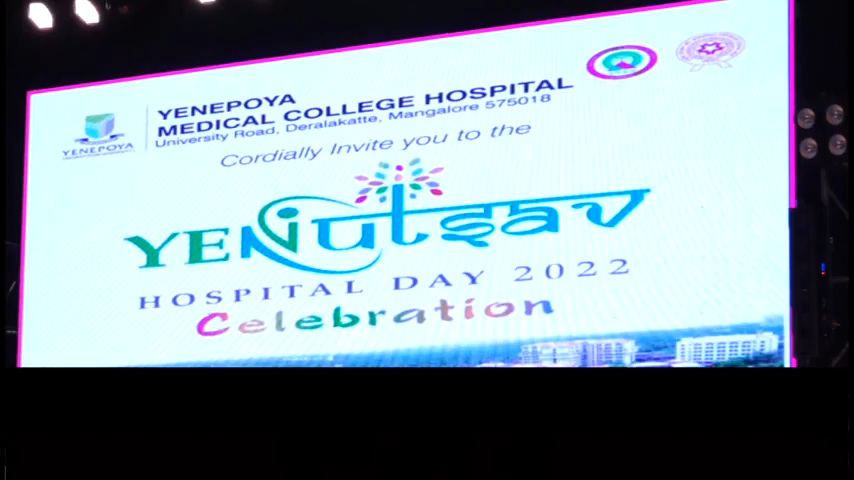 YENEPOYA
MEDICAL COLLEGE HOSPITAL
University Road, Deralakatte, Mangalore 575018
YENEPOYA
Cordially Invite you to the
YENUTSAV
HOSPITAL DAY 2022
Celebration